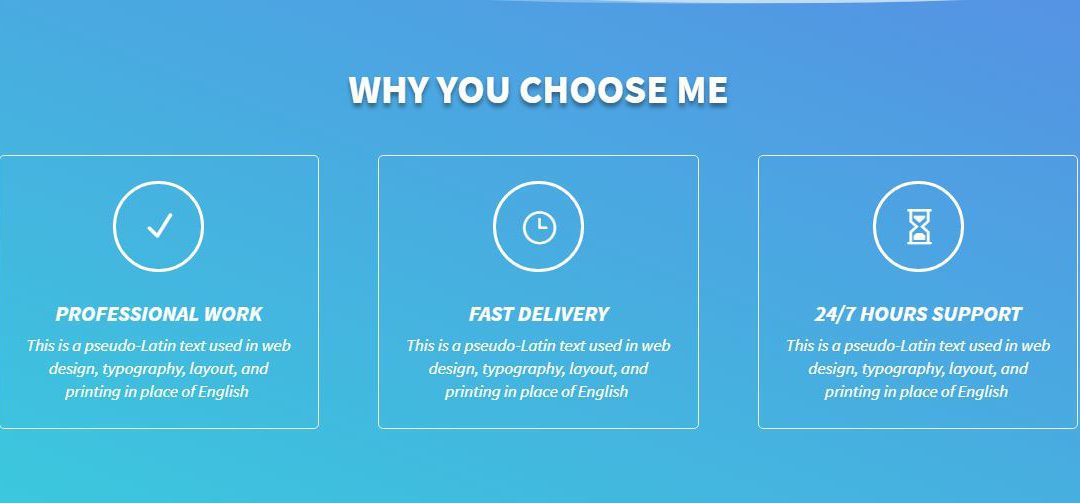 WHY YOU CHOOSE ME
PROFESSIONAL WORK
This is a pseudo-Latin text used in web
design, typography, layout, and
printing in place of English
FAST DELIVERY
This is a pseudo-Latin text used in web
design, typography, layout, and
printing in place of English
24/7 HOURS SUPPORT
This is a pseudo-Latin text used in web
design, typography, layout, and
printing in place of English